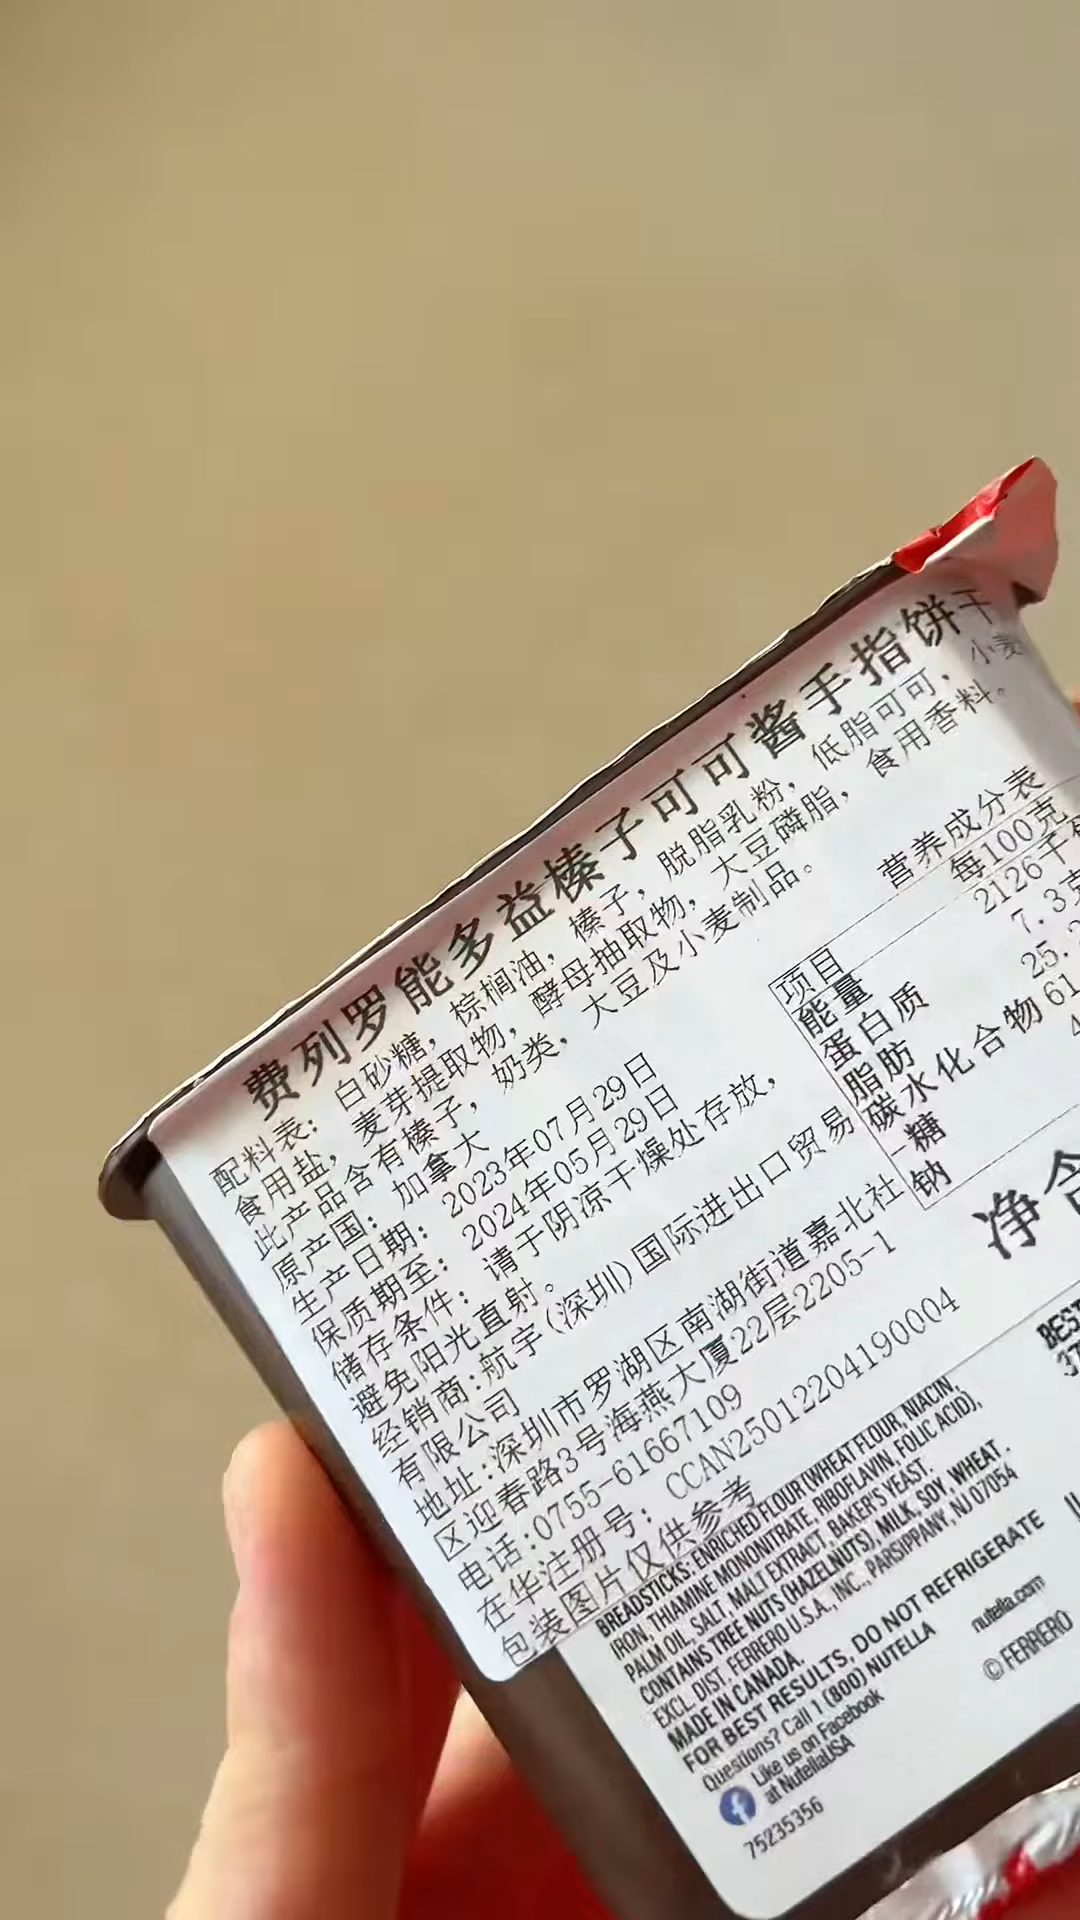 费列罗能多益榛子可可酱手指饼干
配料表: 白砂糖, 棕榈油, 榛子, 脱脂乳粉, 低脂可可, 小麦
食用盐, 麦芽提取物, 酵母抽取物, 大豆磷脂, 食用香料。
此产品含有榛子, 奶类, 大豆及小麦制品。
原产国: 加拿大
生产日期: 2023年07月29日
保质期至: 2024年05月29日
储存条件: 请于阴凉干燥处存放,
避免阳光直射。
经销商:航宇(深圳)国际进出口贸易
有限公司
地址:深圳市罗湖区南湖街道嘉北社
区迎春路3号海燕大厦22层2205-1
电话:0755-61667109
在华注册号: CCAN25012204190004
包装图片仅供参考
营养成分表
项目 每100克
能量 2126千
蛋白质 7.3克
脂肪 25.
碳水化合物 61
-糖
钠
净含
BEST
37
BREADSTICKS: ENRICHED FLOUR (WHEAT FLOUR, NIACIN,
IRON, THIAMINE MONONITRATE, RIBOFLAVIN, FOLIC ACID),
PALM OIL, SALT, MALT EXTRACT, BAKER'S YEAST.
CONTAINS TREE NUTS (HAZELNUTS), MILK, SOY, WHEAT.
EXCL. DIST. FERRERO U.S.A., INC., PARSIPPANY, NJ 07054
MADE IN CANADA.
FOR BEST RESULTS, DO NOT REFRIGERATE
Questions? Call 1 (800) NUTELLA
Like us on Facebook
at NutellaUSA
75235356
nutella.com
© FERRERO